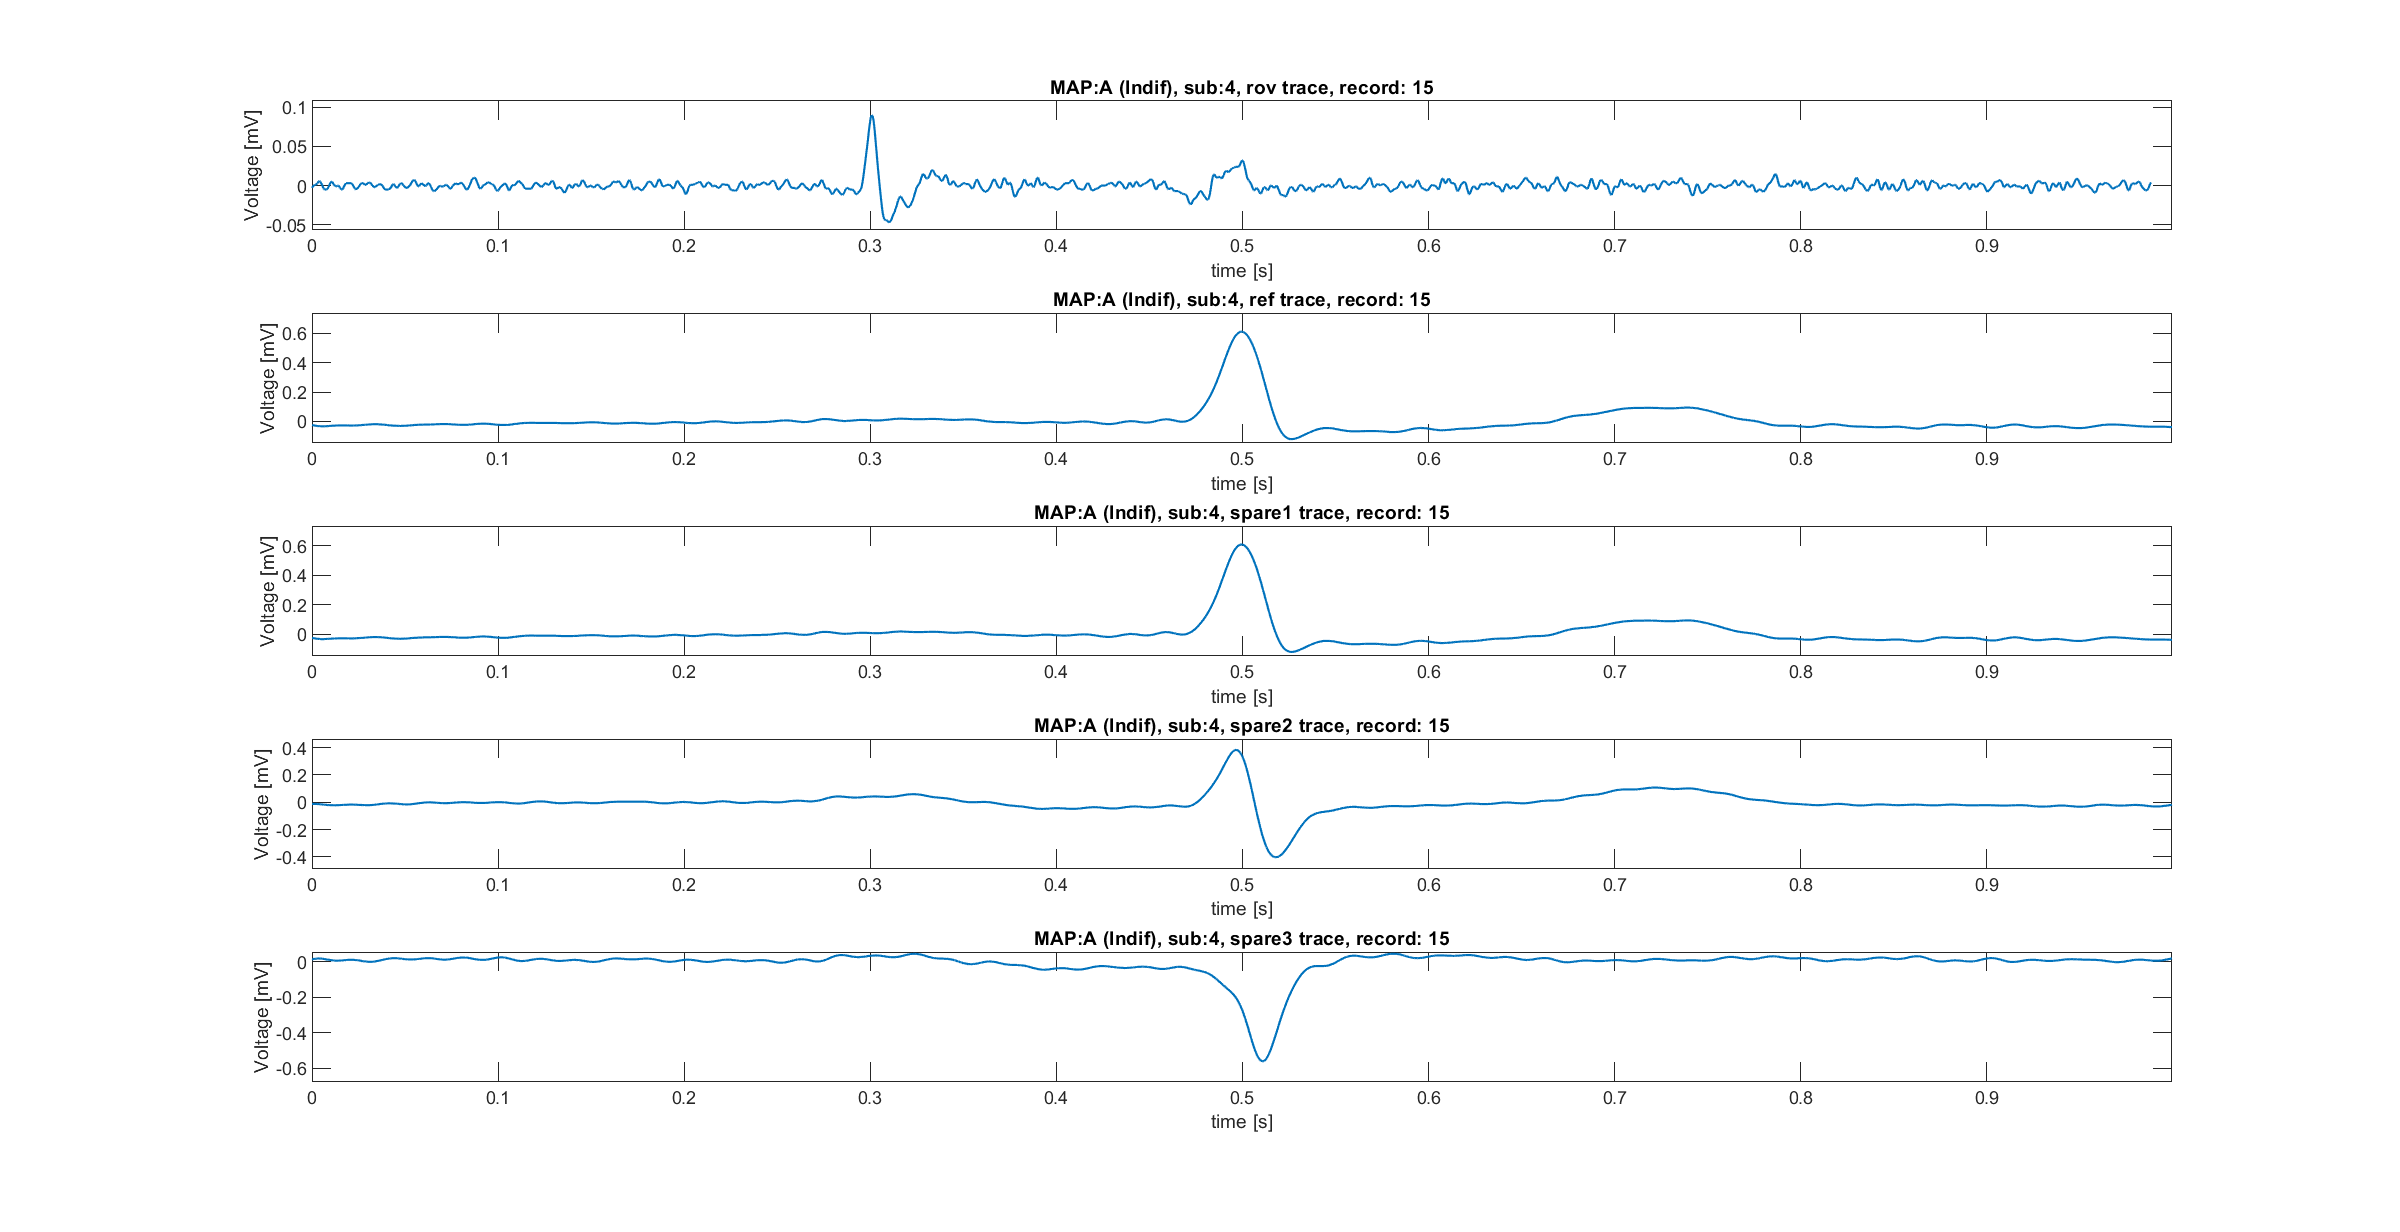 MAP:A (Indif), sub:4, rov trace, record: 15
Voltage [mV]
0.1
0.05
0
-0.05
0 0.1 0.2 0.3 0.4 0.5 0.6 0.7 0.8 0.9
time [s]
MAP:A (Indif), sub:4, ref trace, record: 15
Voltage [mV]
0.6
0.4
0.2
0
0 0.1 0.2 0.3 0.4 0.5 0.6 0.7 0.8 0.9
time [s]
MAP:A (Indif), sub:4, spare1 trace, record: 15
Voltage [mV]
0.6
0.4
0.2
0
0 0.1 0.2 0.3 0.4 0.5 0.6 0.7 0.8 0.9
time [s]
MAP:A (Indif), sub:4, spare2 trace, record: 15
Voltage [mV]
0.4
0.2
0
-0.2
-0.4
0 0.1 0.2 0.3 0.4 0.5 0.6 0.7 0.8 0.9
time [s]
MAP:A (Indif), sub:4, spare3 trace, record: 15
Voltage [mV]
0
-0.2
-0.4
-0.6
0 0.1 0.2 0.3 0.4 0.5 0.6 0.7 0.8 0.9
time [s]